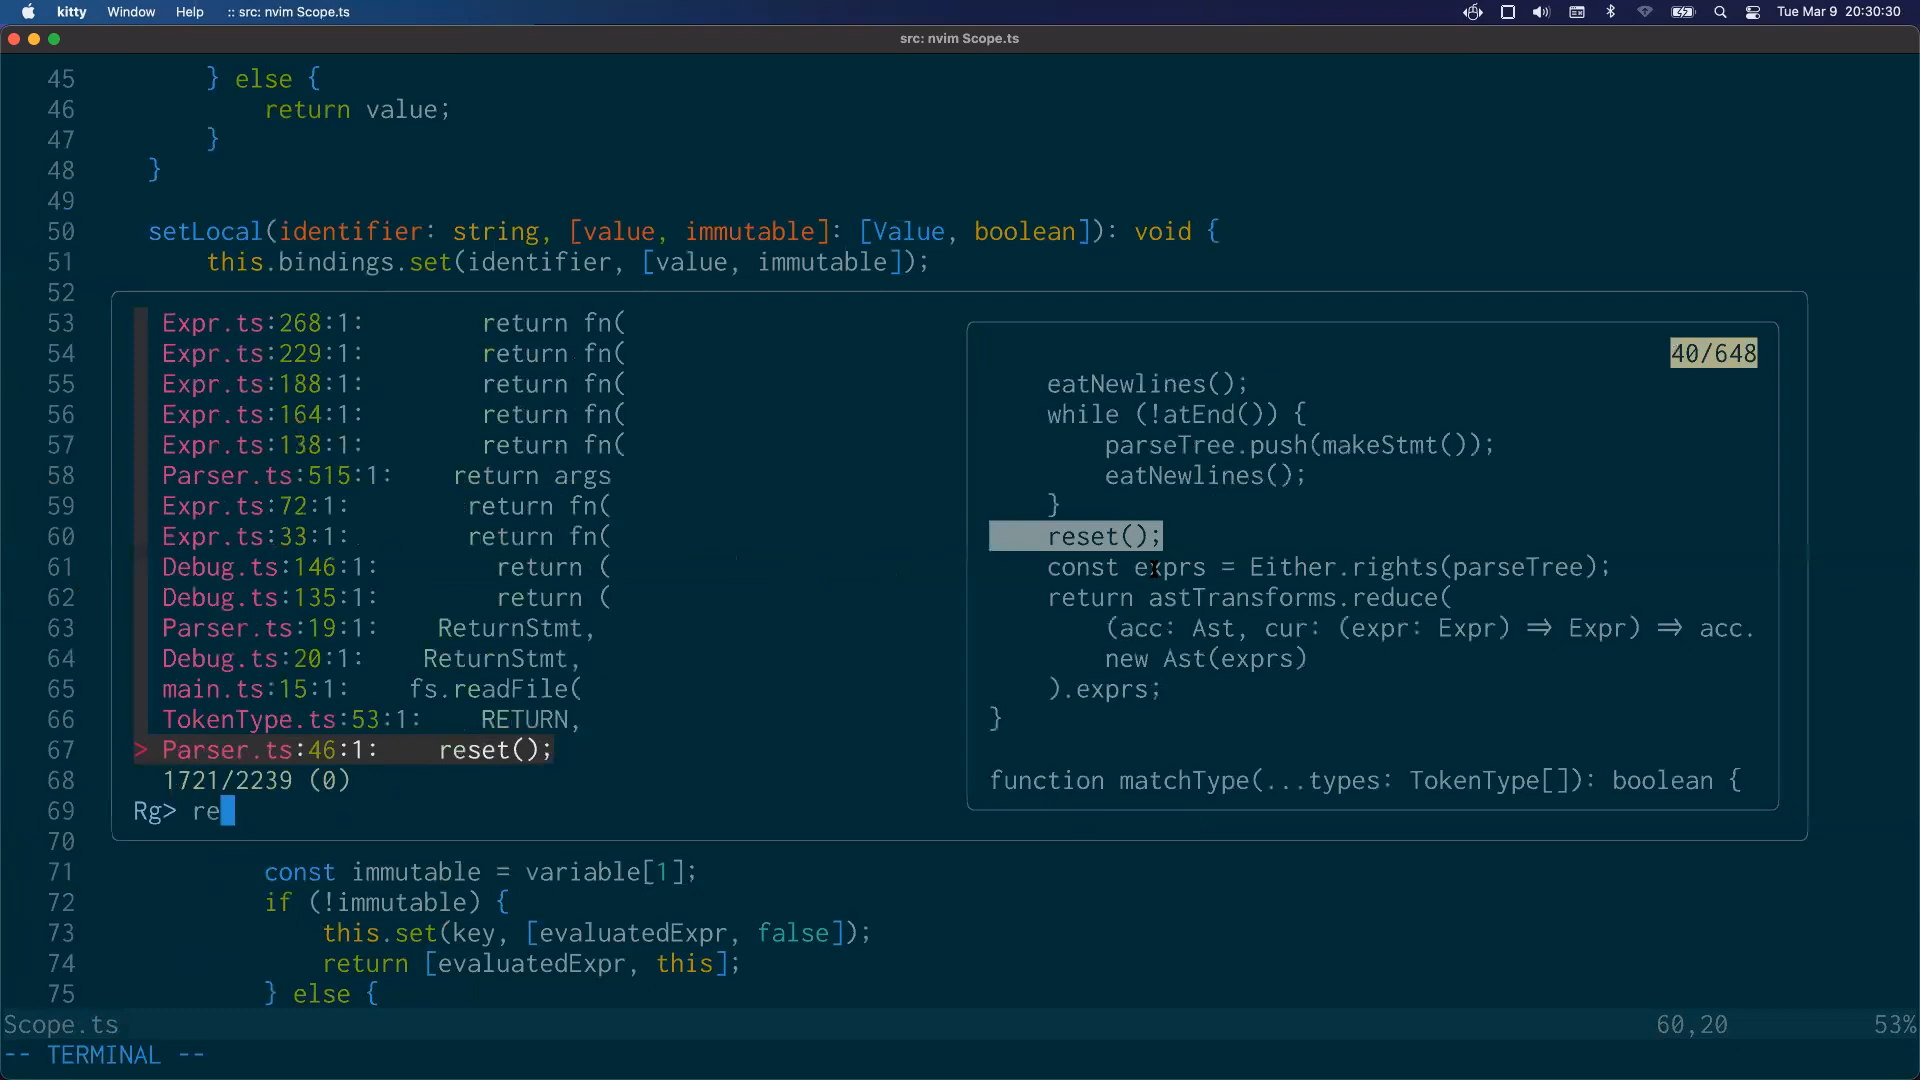 kitty Window Help :: src: nvim Scope.ts Tue Mar 9 20:30:30
src: nvim Scope.ts
45 } else {
46 return value;
47 }
48 }
49
50 setLocal(identifier: string, [value, immutable]: [Value, boolean]): void {
51 this.bindings.set(identifier, [value, immutable]);
52
53 Expr.ts:268:1: return fn(
54 Expr.ts:229:1: return fn( 40/648
55 Expr.ts:188:1: return fn( eatNewlines();
56 Expr.ts:164:1: return fn( while (!atEnd()) {
57 Expr.ts:138:1: return fn( parseTree.push(makeStmt());
58 Parser.ts:515:1: return args eatNewlines();
59 Expr.ts:72:1: return fn( }
60 Expr.ts:33:1: return fn( reset();
61 Debug.ts:146:1: return ( const exprs = Either.rights(parseTree);
62 Debug.ts:135:1: return ( return astTransforms.reduce(
63 Parser.ts:19:1: ReturnStmt, (acc: Ast, cur: (expr: Expr) ⇒ Expr) ⇒ acc.
64 Debug.ts:20:1: ReturnStmt, new Ast(exprs)
65 main.ts:15:1: fs.readFile( ).exprs;
66 TokenType.ts:53:1: RETURN, }
67 > Parser.ts:46:1: reset();
68 1721/2239 (0) function matchType(...types: TokenType[]): boolean {
69 Rg> re
70
71 const immutable = variable[1];
72 if (!immutable) {
73 this.set(key, [evaluatedExpr, false]);
74 return [evaluatedExpr, this];
75 } else {
Scope.ts 60,20 53%
-- TERMINAL --